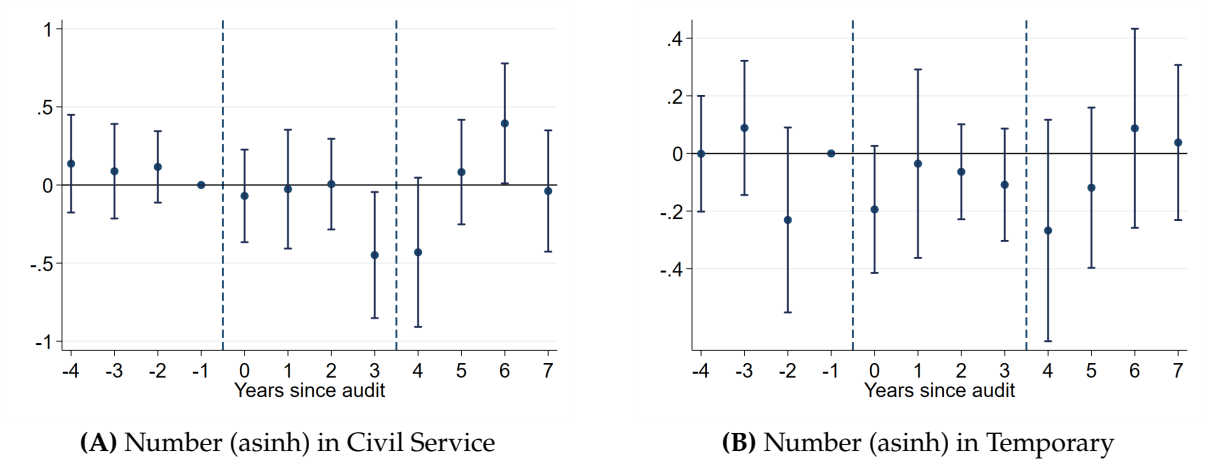 1
.5
0
-.5
-1
-4 -3 -2 -1 0 1 2 3 4 5 6 7
Years since audit
(A) Number (asinh) in Civil Service
.4
.2
0
-.2
-.4
-4 -3 -2 -1 0 1 2 3 4 5 6 7
Years since audit
(B) Number (asinh) in Temporary